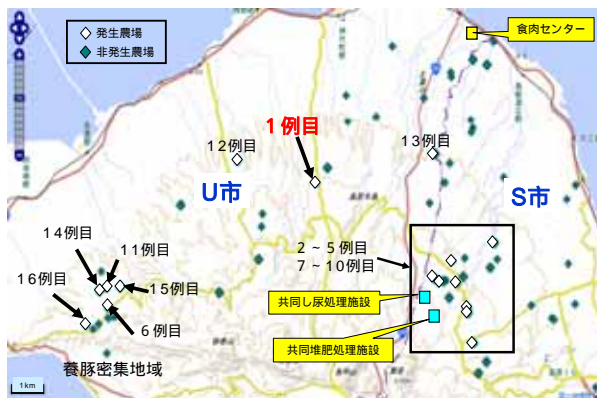 発生農場
非発生農場
食肉センター
1例目
12例目
13例目
U市
S市
14例目
11例目
2~5例目
7~10例目
16例目
15例目
共同し尿処理施設
6例目
共同堆肥処理施設
養豚密集地域
1km